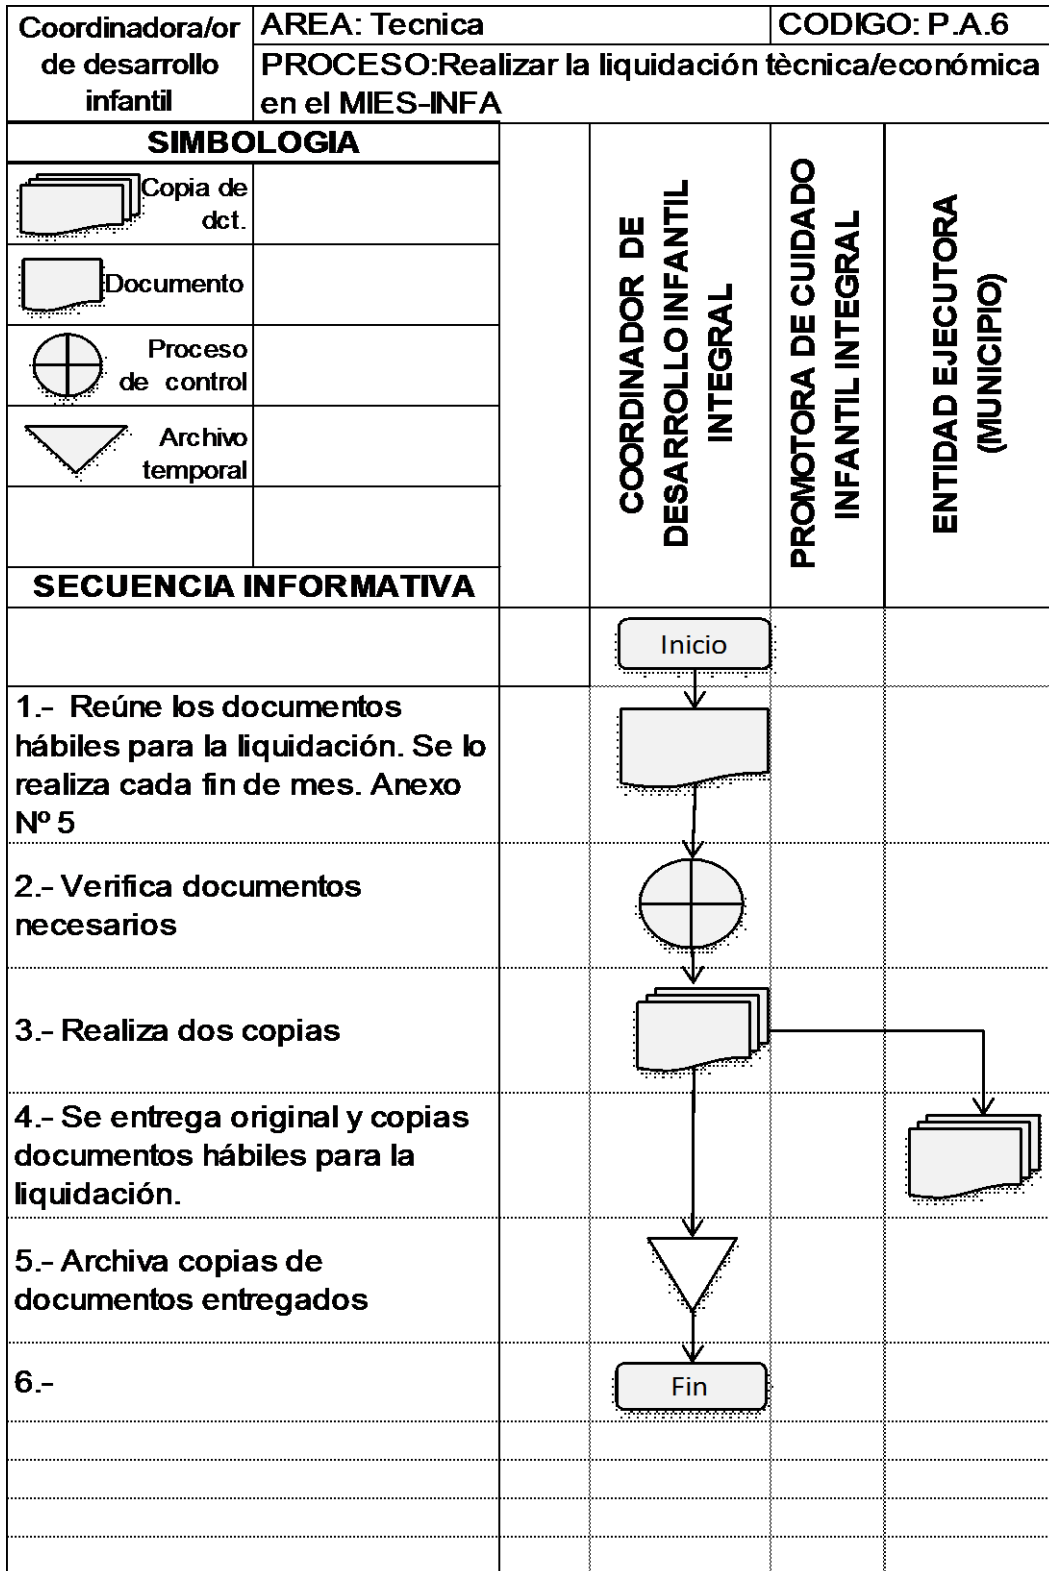 Coordinadora/or
de desarrollo
infantil
AREA: Tecnica
CODIGO: P.A.6
PROCESO:Realizar la liquidación tècnica/económica
en el MIES-INFA
SIMBOLOGIA
Copia de
dct.
Documento
Proceso
de control
Archivo
temporal
COORDINADOR DE
DESARROLLO INFANTIL
INTEGRAL
PROMOTORA DE CUIDADO
INFANTIL INTEGRAL
ENTIDAD EJECUTORA
(MUNICIPIO)
SECUENCIA INFORMATIVA
Inicio
1.- Reúne los documentos
hábiles para la liquidación. Se lo
realiza cada fin de mes. Anexo
Nº 5
2.- Verifica documentos
necesarios
3.- Realiza dos copias
4.- Se entrega original y copias
documentos hábiles para la
liquidación.
5.- Archiva copias de
documentos entregados
6.-
Fin